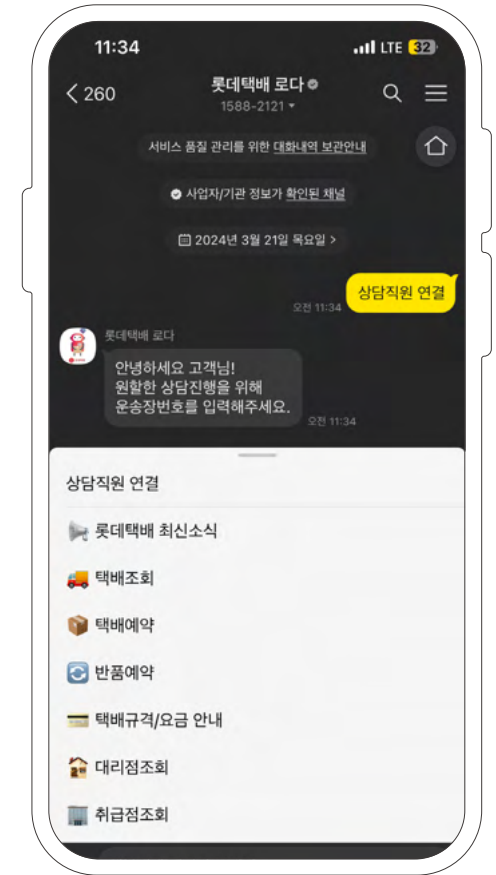 11:34
LTE 32
260
롯데택배 로다
1588-2121
서비스 품질 관리를 위한 대화내역 보관안내
사업자/기관 정보가 확인된 채널
2024년 3월 21일 목요일 >
상담직원 연결
오전 11:34
롯데택배 로다
안녕하세요 고객님!
원할한 상담진행을 위해
운송장번호를 입력해주세요.
오전 11:34
상담직원 연결
롯데택배 최신소식
택배조회
택배예약
반품예약
택배규격/요금 안내
대리점조회
취급점조회